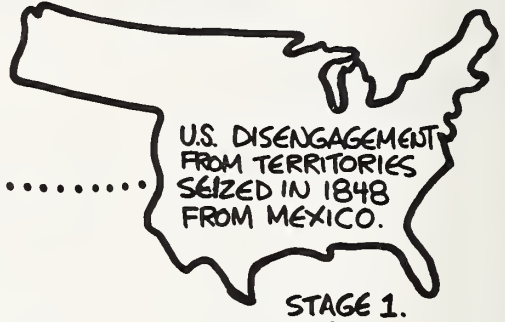 U.S. DISENGAGEMENT
FROM TERRITORIES
SEIZED IN 1848
FROM MEXICO.
STAGE 1.